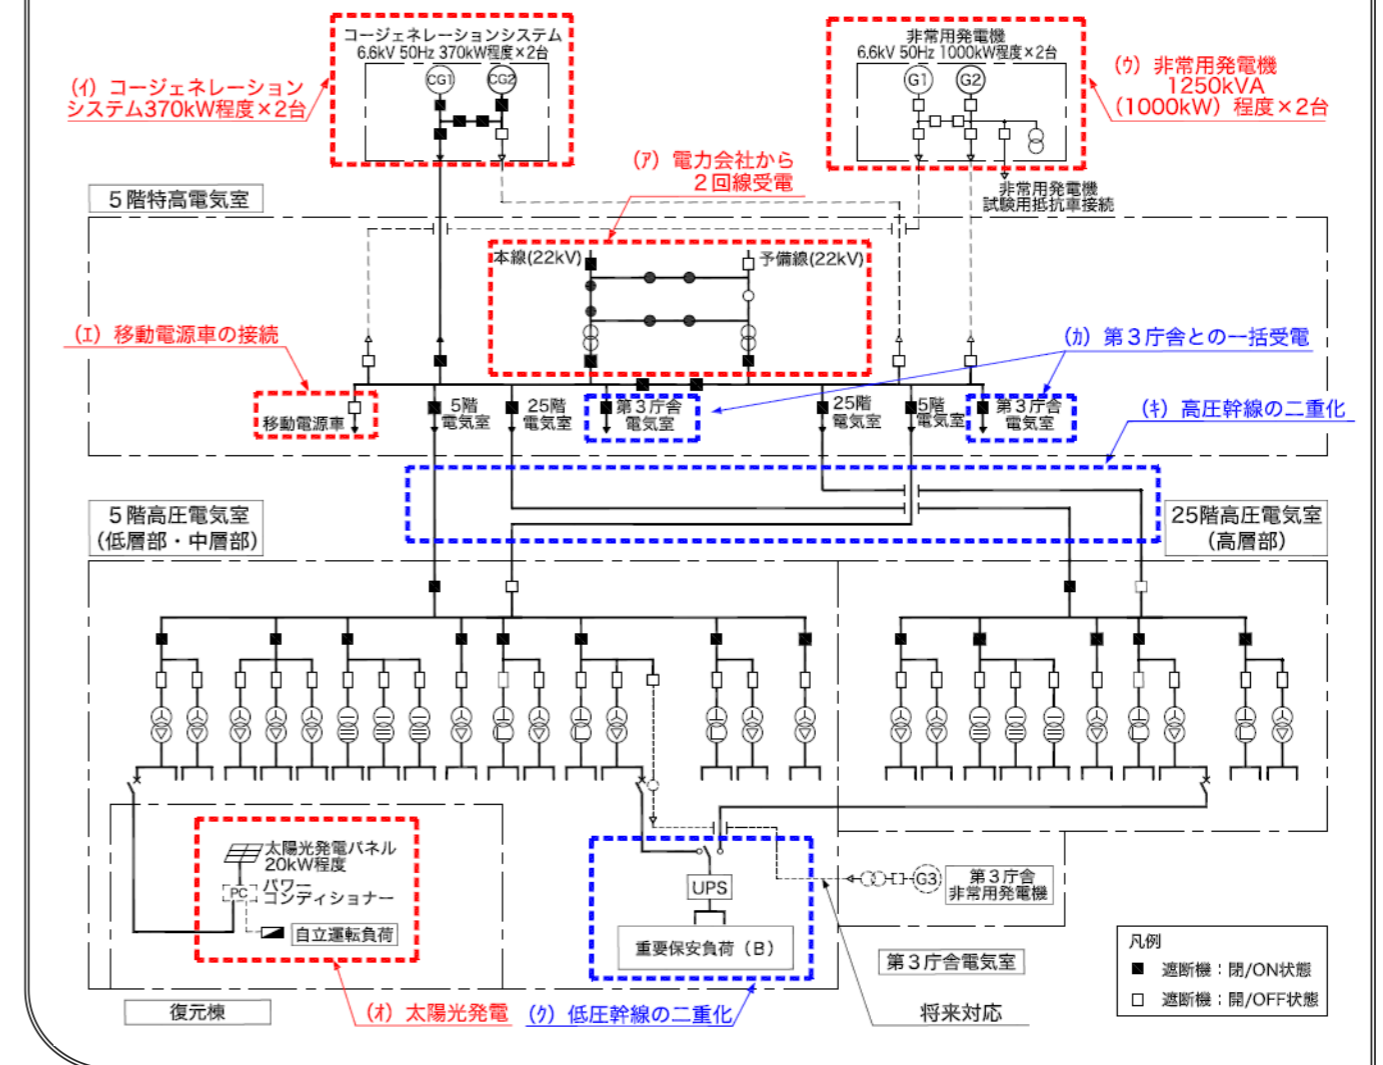 コージェネレーションシステム
6.6kV 50Hz 370kW程度×2台
CG1
CG2
(イ) コージェネレーション
システム370kW程度×2台
非常用発電機
6.6kV 50Hz 1000kW程度×2台
G1
G2
(ウ) 非常用発電機
1250kVA
(1000kW) 程度×2台
非常用発電機
試験用抵抗車接続
(ア) 電力会社から
2回線受電
5階特高電気室
本線(22kV)
予備線(22kV)
(エ) 移動電源車の接続
(カ) 第3庁舎との一括受電
移動電源車
5階
電気室
25階
電気室
第3庁舎
電気室
25階
電気室
5階
電気室
第3庁舎
電気室
(キ) 高圧幹線の二重化
5階高圧電気室
(低層部・中層部)
25階高圧電気室
(高層部)
太陽光発電パネル
20kW程度
PC
パワー
コンディショナー
自立運転負荷
UPS
重要保安負荷(B)
G3
第3庁舎
非常用発電機
第3庁舎電気室
復元棟
(オ) 太陽光発電
(ク) 低圧幹線の二重化
将来対応
凡例
遮断機：閉/ON状態
遮断機：開/OFF状態